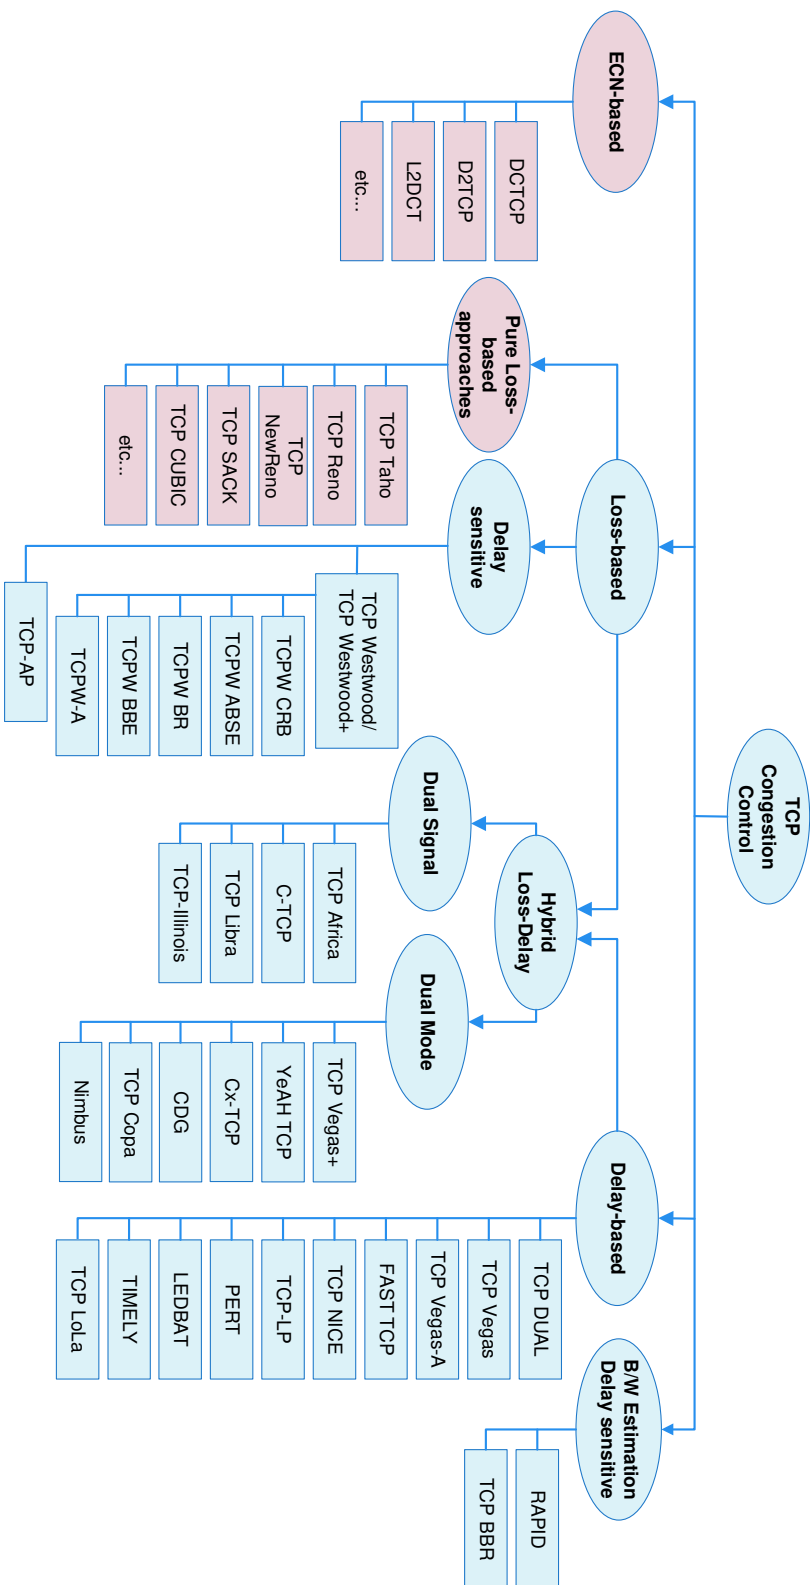 TCP
Congestion
Control
ECN-based
DCTCP
D2TCP
L2DCT
etc...
Loss-based
Pure Loss-
based
approaches
TCP Taho
TCP Reno
TCP
NewReno
TCP SACK
TCP CUBIC
etc...
Delay
sensitive
TCP Westwood/
TCP Westwood+
TCPW CRB
TCPW ABSE
TCPW BR
TCPW BBE
TCPW-A
TCP-AP
Hybrid
Loss-Delay
Dual Signal
TCP Africa
C-TCP
TCP Libra
TCP-Illinois
Dual Mode
TCP Vegas+
YeAH TCP
Cx-TCP
CDG
TCP Copa
Nimbus
Delay-based
TCP DUAL
TCP Vegas
TCP Vegas-A
FAST TCP
TCP NICE
TCP-LP
PERT
LEDBAT
TIMELY
TCP LoLa
B/W Estimation
Delay sensitive
RAPID
TCP BBR